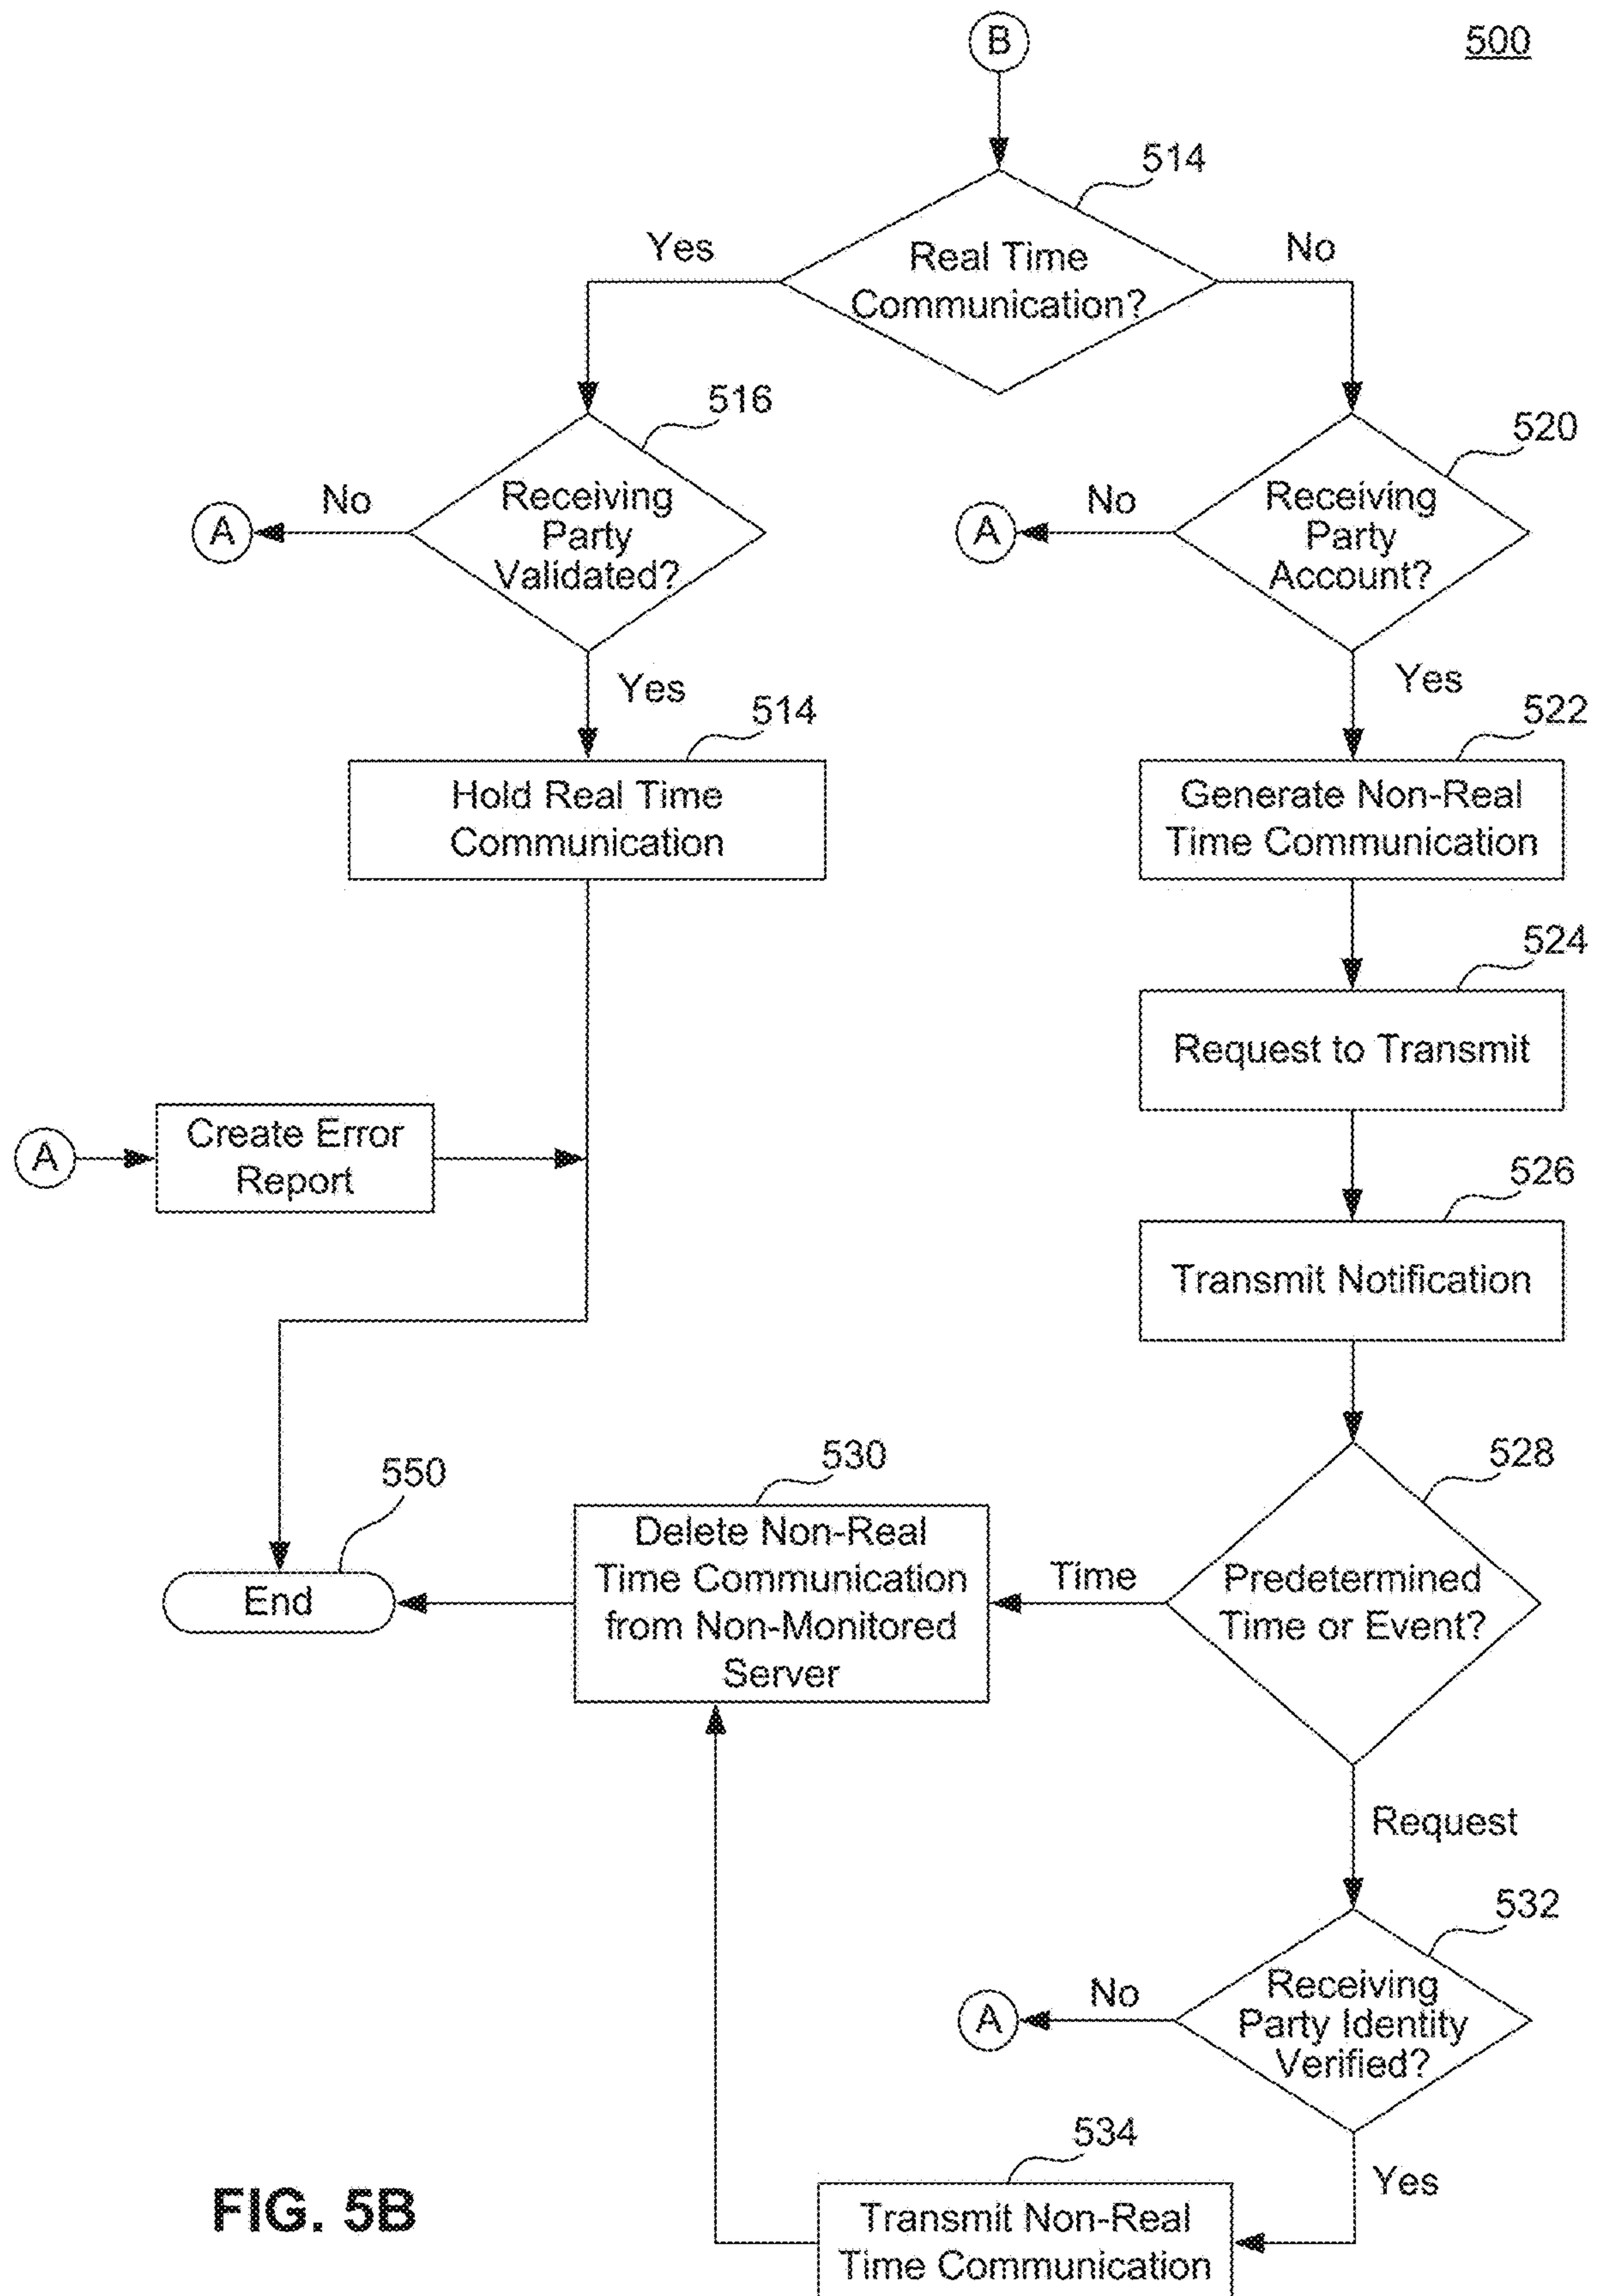 B
500
514
Yes
No
Real Time
Communication?
516
520
No
A
Receiving
Party
Validated?
No
A
Receiving
Party
Account?
Yes
Yes
514
522
Hold Real Time
Communication
Generate Non-Real
Time Communication
524
Request to Transmit
A
Create Error
Report
526
Transmit Notification
550
530
528
End
Delete Non-Real
Time Communication
from Non-Monitored
Server
Time
Predetermined
Time or Event?
Request
532
A
No
Receiving
Party Identity
Verified?
534
Yes
Transmit Non-Real
Time Communication
FIG. 5B